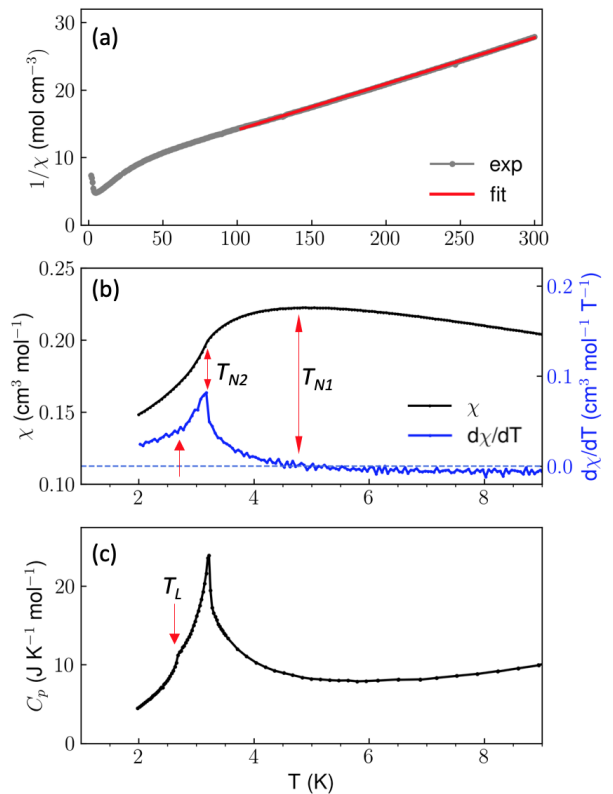 (a)
1/χ (mol cm⁻³)
30
20
10
0
exp
fit
0 50 100 150 200 250 300
(b)
χ (cm³ mol⁻¹)
0.25
0.20
0.15
0.10
T_N2
T_N1
χ
dχ/dT
0.2
0.1
0.0
dχ/dT (cm³ mol⁻¹ T⁻¹)
2 4 6 8
(c)
C_p (J K⁻¹ mol⁻¹)
20
10
0
T_L
2 4 6 8
T (K)